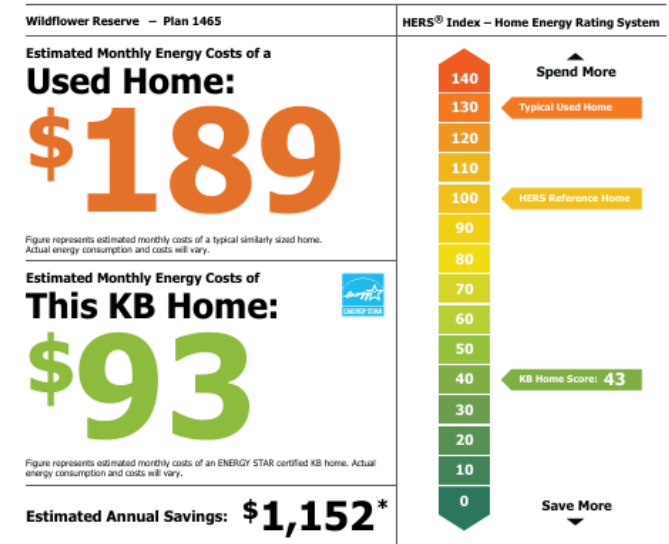 Wildflower Reserve – Plan 1465
HERS® Index – Home Energy Rating System
Estimated Monthly Energy Costs of a
Used Home:
$189
Figure represents estimated monthly costs of a typical similarly sized home.
Actual energy consumption and costs will vary.
Estimated Monthly Energy Costs of
This KB Home:
energy
ENERGY STAR
$93
Figure represents estimated monthly costs of an ENERGY STAR certified KB home. Actual
energy consumption and costs will vary.
Estimated Annual Savings: $1,152*
Spend More
140
130 Typical Used Home
120
110
100 HERS Reference Home
90
80
70
60
50
40 KB Home Score: 43
30
20
10
0
Save More